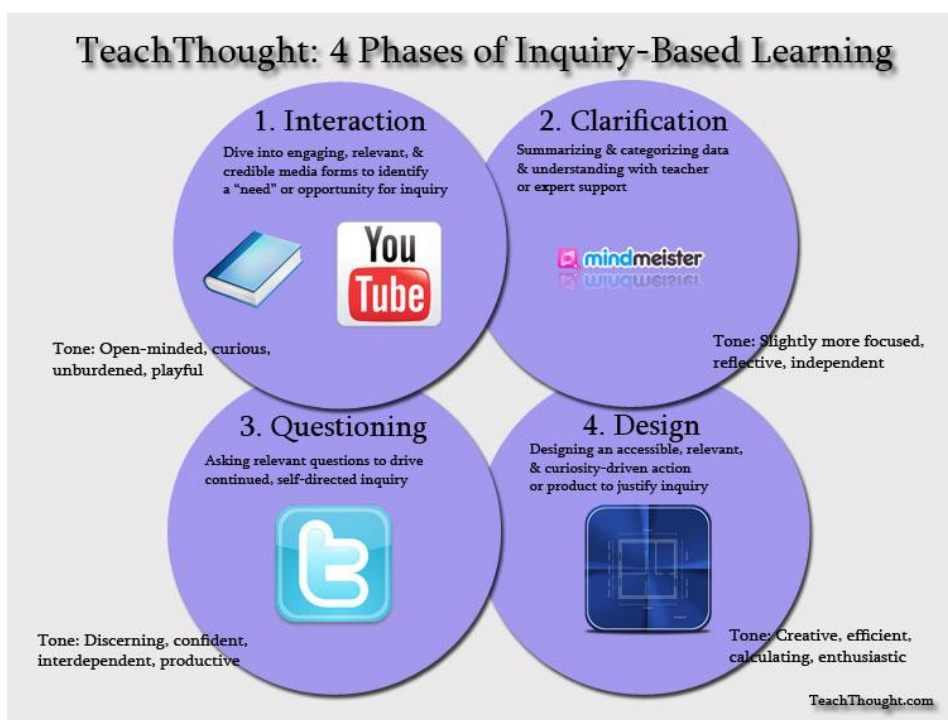 TeachThought: 4 Phases of Inquiry-Based Learning
1. Interaction
Dive into engaging, relevant, &
credible media forms to identify
a "need" or opportunity for inquiry
You
Tube
Tone: Open-minded, curious,
unburdened, playful
2. Clarification
Summarizing & categorizing data
& understanding with teacher
or expert support
mindmeister
Tone: Slightly more focused,
reflective, independent
3. Questioning
Asking relevant questions to drive
continued, self-directed inquiry
t
Tone: Discerning, confident,
interdependent, productive
4. Design
Designing an accessible, relevant,
& curiosity-driven action
or product to justify inquiry
Tone: Creative, efficient,
calculating, enthusiastic
TeachThought.com